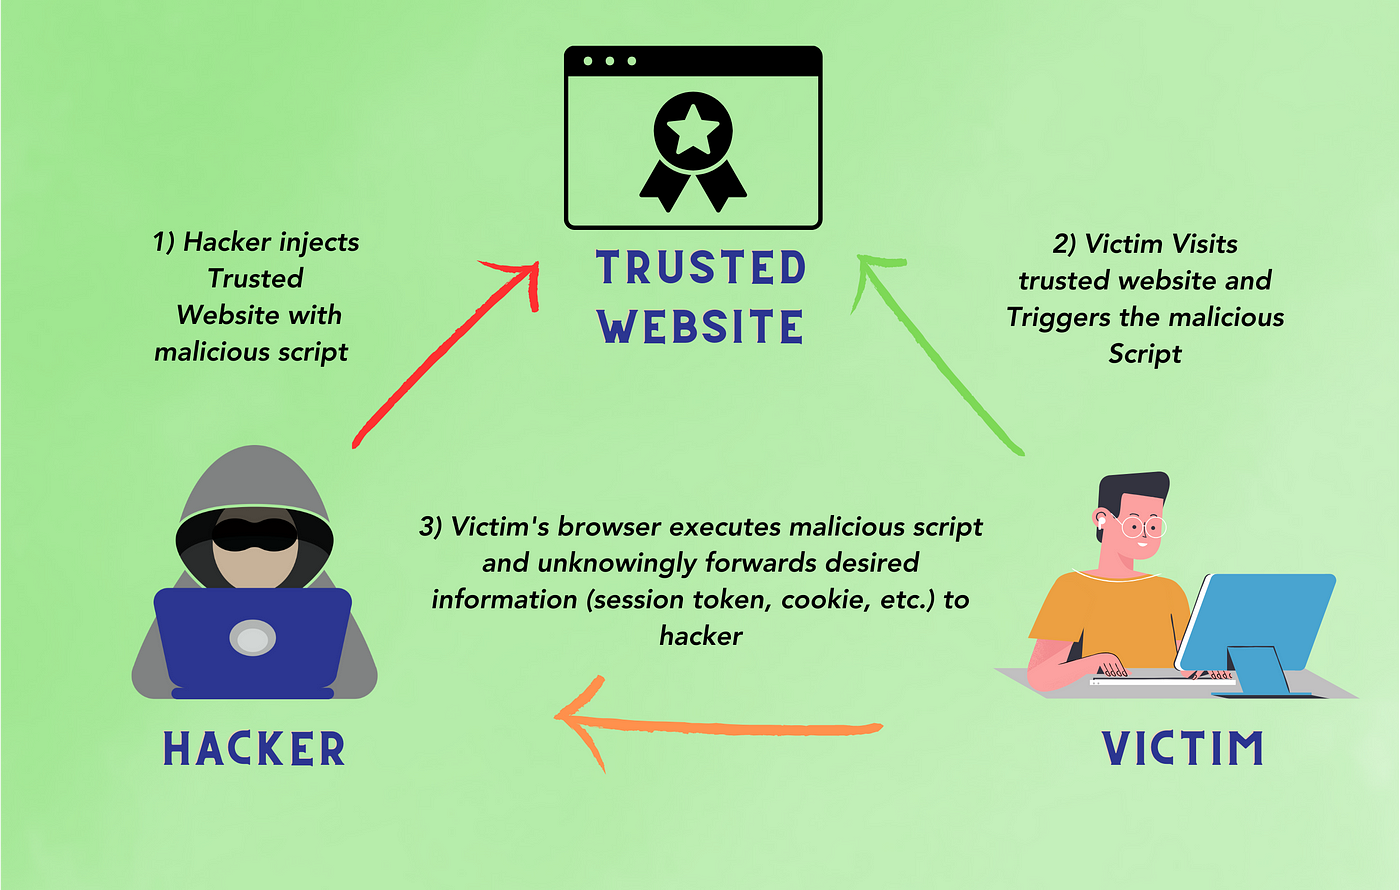 TRUSTED
WEBSITE
1) Hacker injects
Trusted
Website with
malicious script
2) Victim Visits
trusted website and
Triggers the malicious
Script
3) Victim's browser executes malicious script
and unknowingly forwards desired
information (session token, cookie, etc.) to
hacker
HACKER
VICTIM